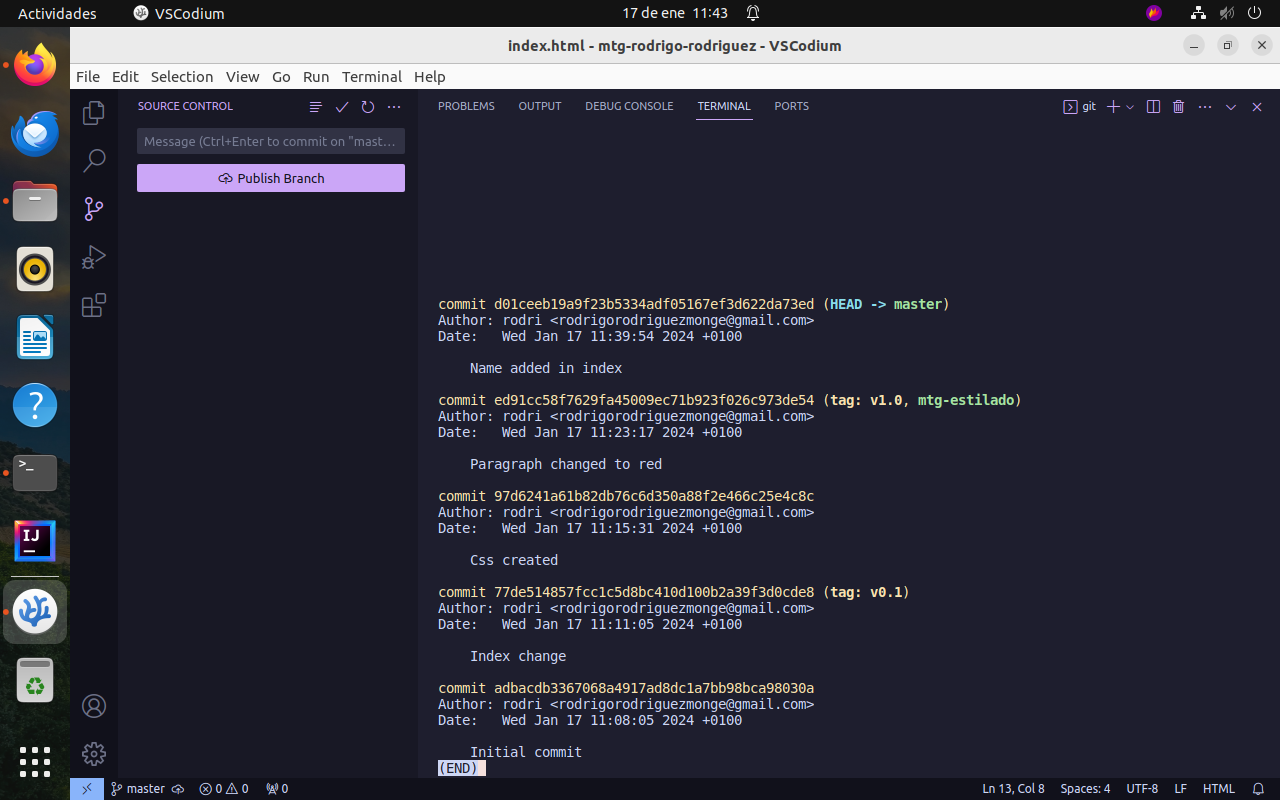 Actividades VSCodium 17 de ene 11:43
index.html - mtg-rodrigo-rodriguez - VSCodium
File Edit Selection View Go Run Terminal Help
SOURCE CONTROL
Message (Ctrl+Enter to commit on "mast...
Publish Branch
PROBLEMS OUTPUT DEBUG CONSOLE TERMINAL PORTS
git
commit d01ceeb19a9f23b5334adf05167ef3d622da73ed (HEAD -> master)
Author: rodri <rodrigorodriguezmonge@gmail.com>
Date: Wed Jan 17 11:39:54 2024 +0100
Name added in index
commit ed91cc58f7629fa45009ec71b923f026c973de54 (tag: v1.0, mtg-estilado)
Author: rodri <rodrigorodriguezmonge@gmail.com>
Date: Wed Jan 17 11:23:17 2024 +0100
Paragraph changed to red
commit 97d6241a61b82db76c6d350a88f2e466c25e4c8c
Author: rodri <rodrigorodriguezmonge@gmail.com>
Date: Wed Jan 17 11:15:31 2024 +0100
Css created
commit 77de514857fcc1c5d8bc410d100b2a39f3d0cde8 (tag: v0.1)
Author: rodri <rodrigorodriguezmonge@gmail.com>
Date: Wed Jan 17 11:11:05 2024 +0100
Index change
commit adbacdb3367068a4917ad8dc1a7bb98bca98030a
Author: rodri <rodrigorodriguezmonge@gmail.com>
Date: Wed Jan 17 11:08:05 2024 +0100
Initial commit
(END)
>_
IJ
master 0 0 0 Ln 13, Col 8 Spaces: 4 UTF-8 LF HTML